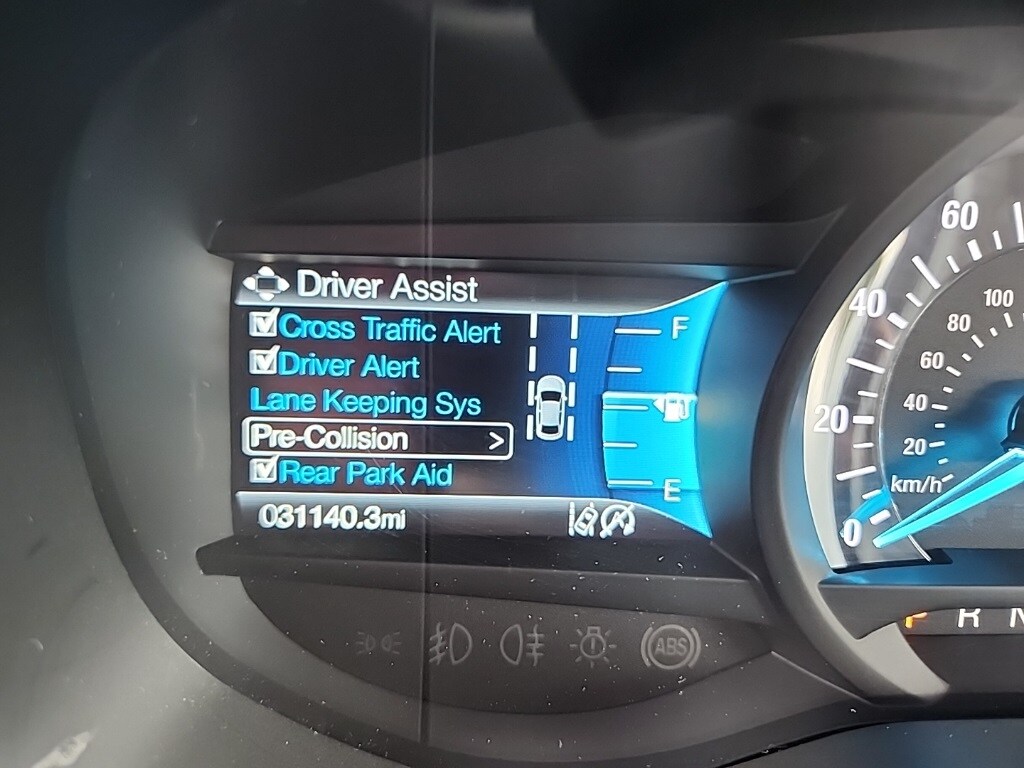 Driver Assist
Cross Traffic Alert
Driver Alert
Lane Keeping Sys
Pre-Collision >
Rear Park Aid
031140.3mi
F
E
60
40
20
0
100
80
60
40
20
km/h
P R N
ABS